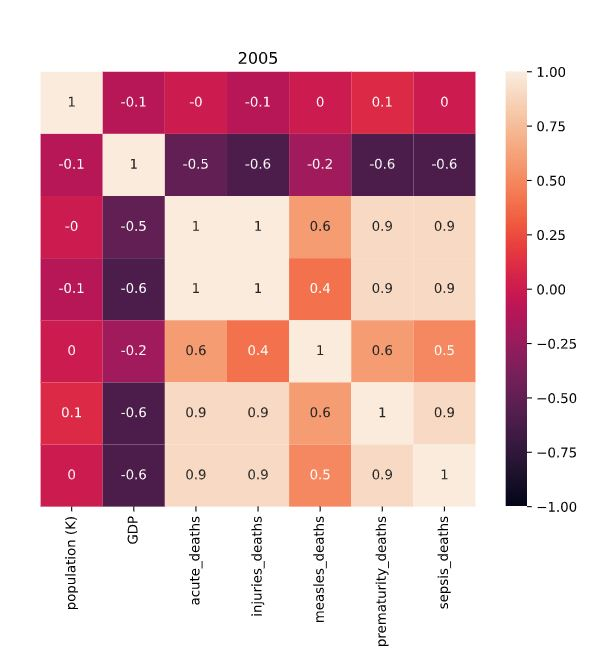 2005
1 -0.1 -0 -0.1 0 0.1 0
-0.1 1 -0.5 -0.6 -0.2 -0.6 -0.6
-0 -0.5 1 1 0.6 0.9 0.9
-0.1 -0.6 1 1 0.4 0.9 0.9
0 -0.2 0.6 0.4 1 0.6 0.5
0.1 -0.6 0.9 0.9 0.6 1 0.9
0 -0.6 0.9 0.9 0.5 0.9 1
population (K)
GDP
acute_deaths
injuries_deaths
measles_deaths
prematurity_deaths
sepsis_deaths
1.00
0.75
0.50
0.25
0.00
−0.25
−0.50
−0.75
−1.00